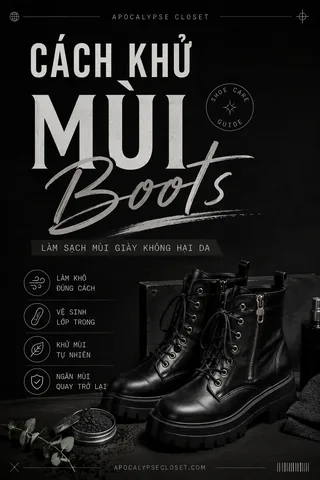 APOCALYPSE CLOSET
CÁCH KHỬ
MÙI
Boots
SHOE CARE
GUIDE
LÀM SẠCH MÙI GIÀY KHÔNG HẠI DA
LÀM KHÔ
ĐÚNG CÁCH
VỆ SINH
LỚP TRONG
KHỬ MÙI
TỰ NHIÊN
NGĂN MÙI
QUAY TRỞ LẠI
APOCALYPSECLOSET.COM